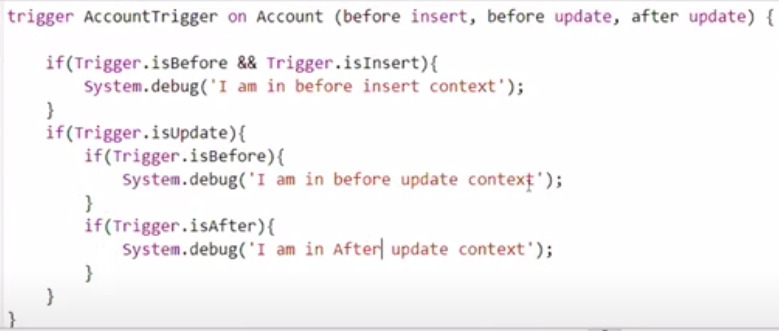 trigger AccountTrigger on Account (before insert, before update, after update) {
if(Trigger.isBefore && Trigger.isInsert){
System.debug('I am in before insert context');
}
if(Trigger.isUpdate){
if(Trigger.isBefore){
System.debug('I am in before update context');
}
if(Trigger.isAfter){
System.debug('I am in After update context');
}
}
}